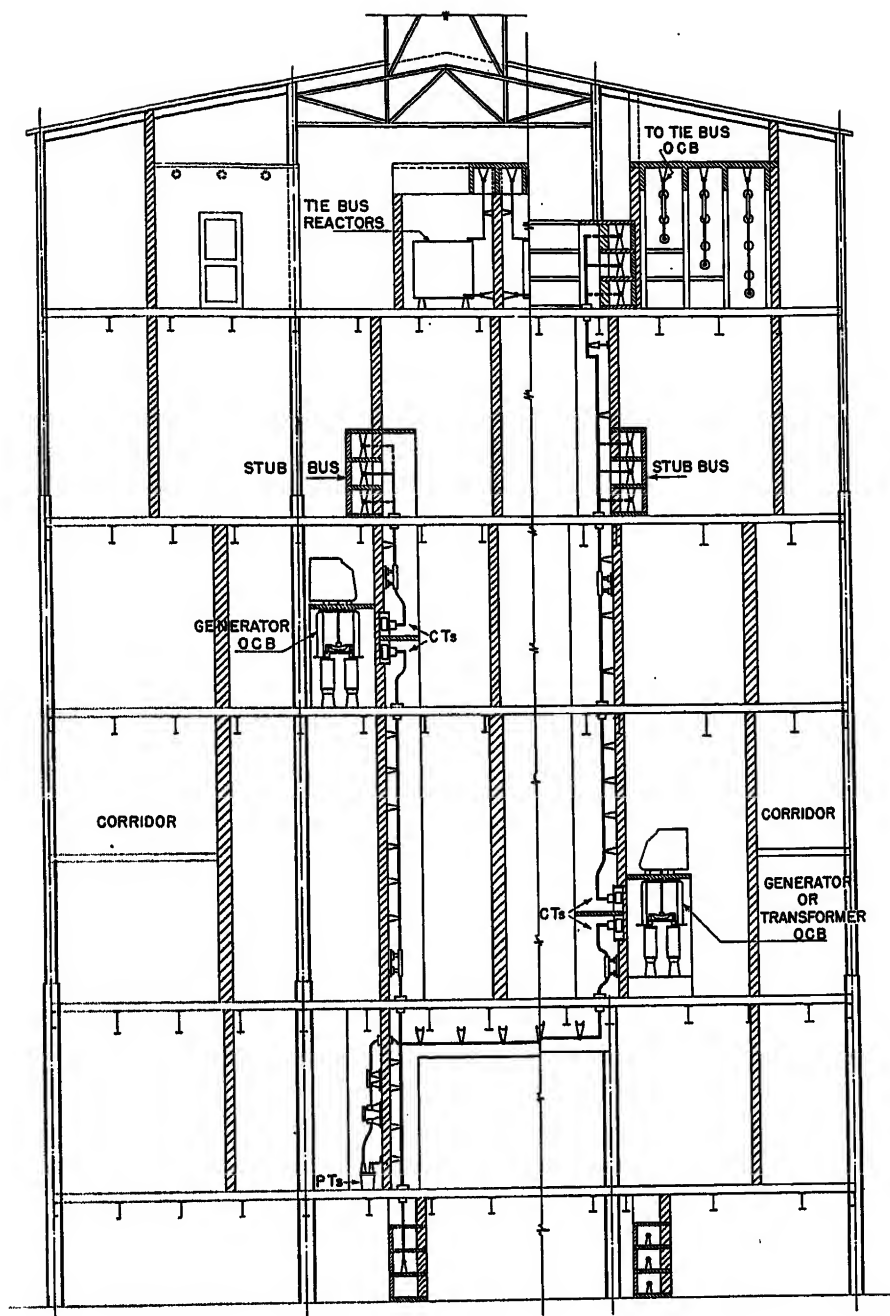 TO TIE BUS
OCB
TIE BUS
REACTORS
STUB BUS
STUB BUS
GENERATOR
OCB
CTs
CORRIDOR
CORRIDOR
GENERATOR
OR
TRANSFORMER
OCB
CTs
PTs